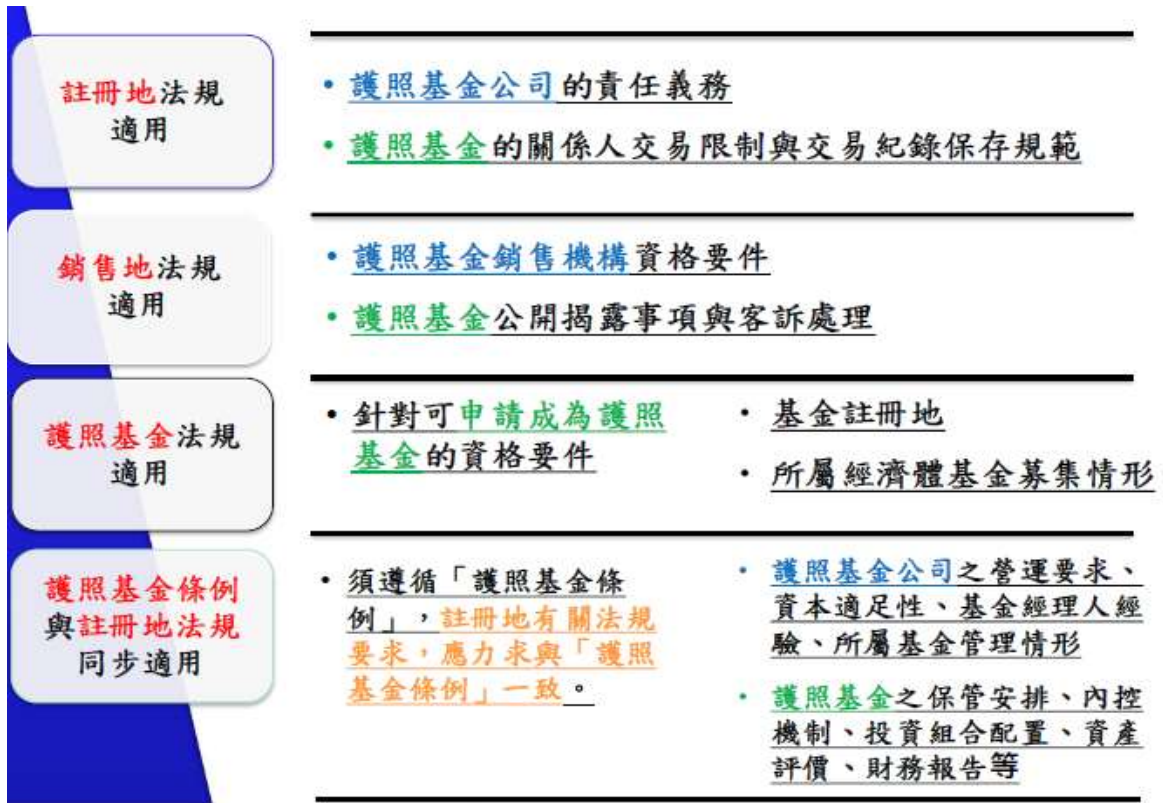 註冊地法規
適用
• 護照基金公司的責任義務
• 護照基金的關係人交易限制與交易紀錄保存規範
銷售地法規
適用
• 護照基金銷售機構資格要件
• 護照基金公開揭露事項與客訴處理
護照基金法規
適用
• 針對可申請成為護照
基金的資格要件
• 基金註冊地
• 所屬經濟體基金募集情形
護照基金條例
與註冊地法規
同步適用
• 須遵循「護照基金條
例」，註冊地有關法規
要求，應力求與「護照
基金條例」一致。
• 護照基金公司之營運要求、
資本適足性、基金經理人經
驗、所屬基金管理情形
• 護照基金之保管安排、內控
機制、投資組合配置、資產
評價、財務報告等